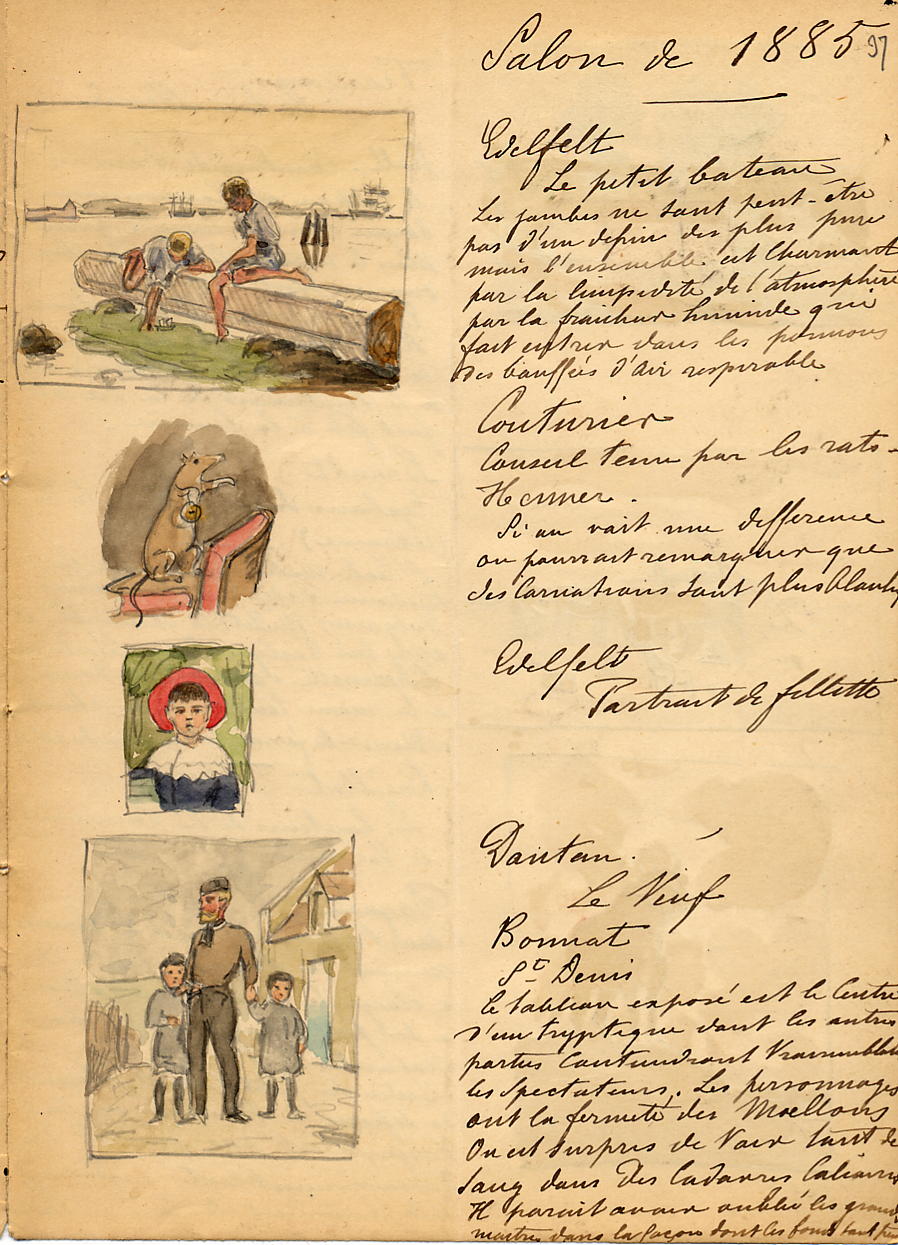 Salon de 1885
97
Edelfelt
Le petit bateau
Les jambes ne sont peut-être
pas d'un dessin des plus purs
mais l'ensemble est charmant
par la limpidité de l'atmosphère
par la fraicheur humide qui
fait entrer dans les poumons
des bouffées d'air respirable
Couturier
Conseil tenu par les rats-
Henner.
Si on voit une difference
on pourrait remarquer que
des Carnations sont plus
Edelfelt
Portrait de fillette
Dantan.
Le Veuf
Bonnat
St Denis
Le tableau exposé est le Centre
d'un tryptique dont les autres
parties Contiendront
les Spectateurs. Les personnages
ont la fermeté des Moellons
On est surpris de Voir tant de
sang dans Des Cadavres
Il parait avoir oublié les grands
maitres dans la façon dont les fonds sont